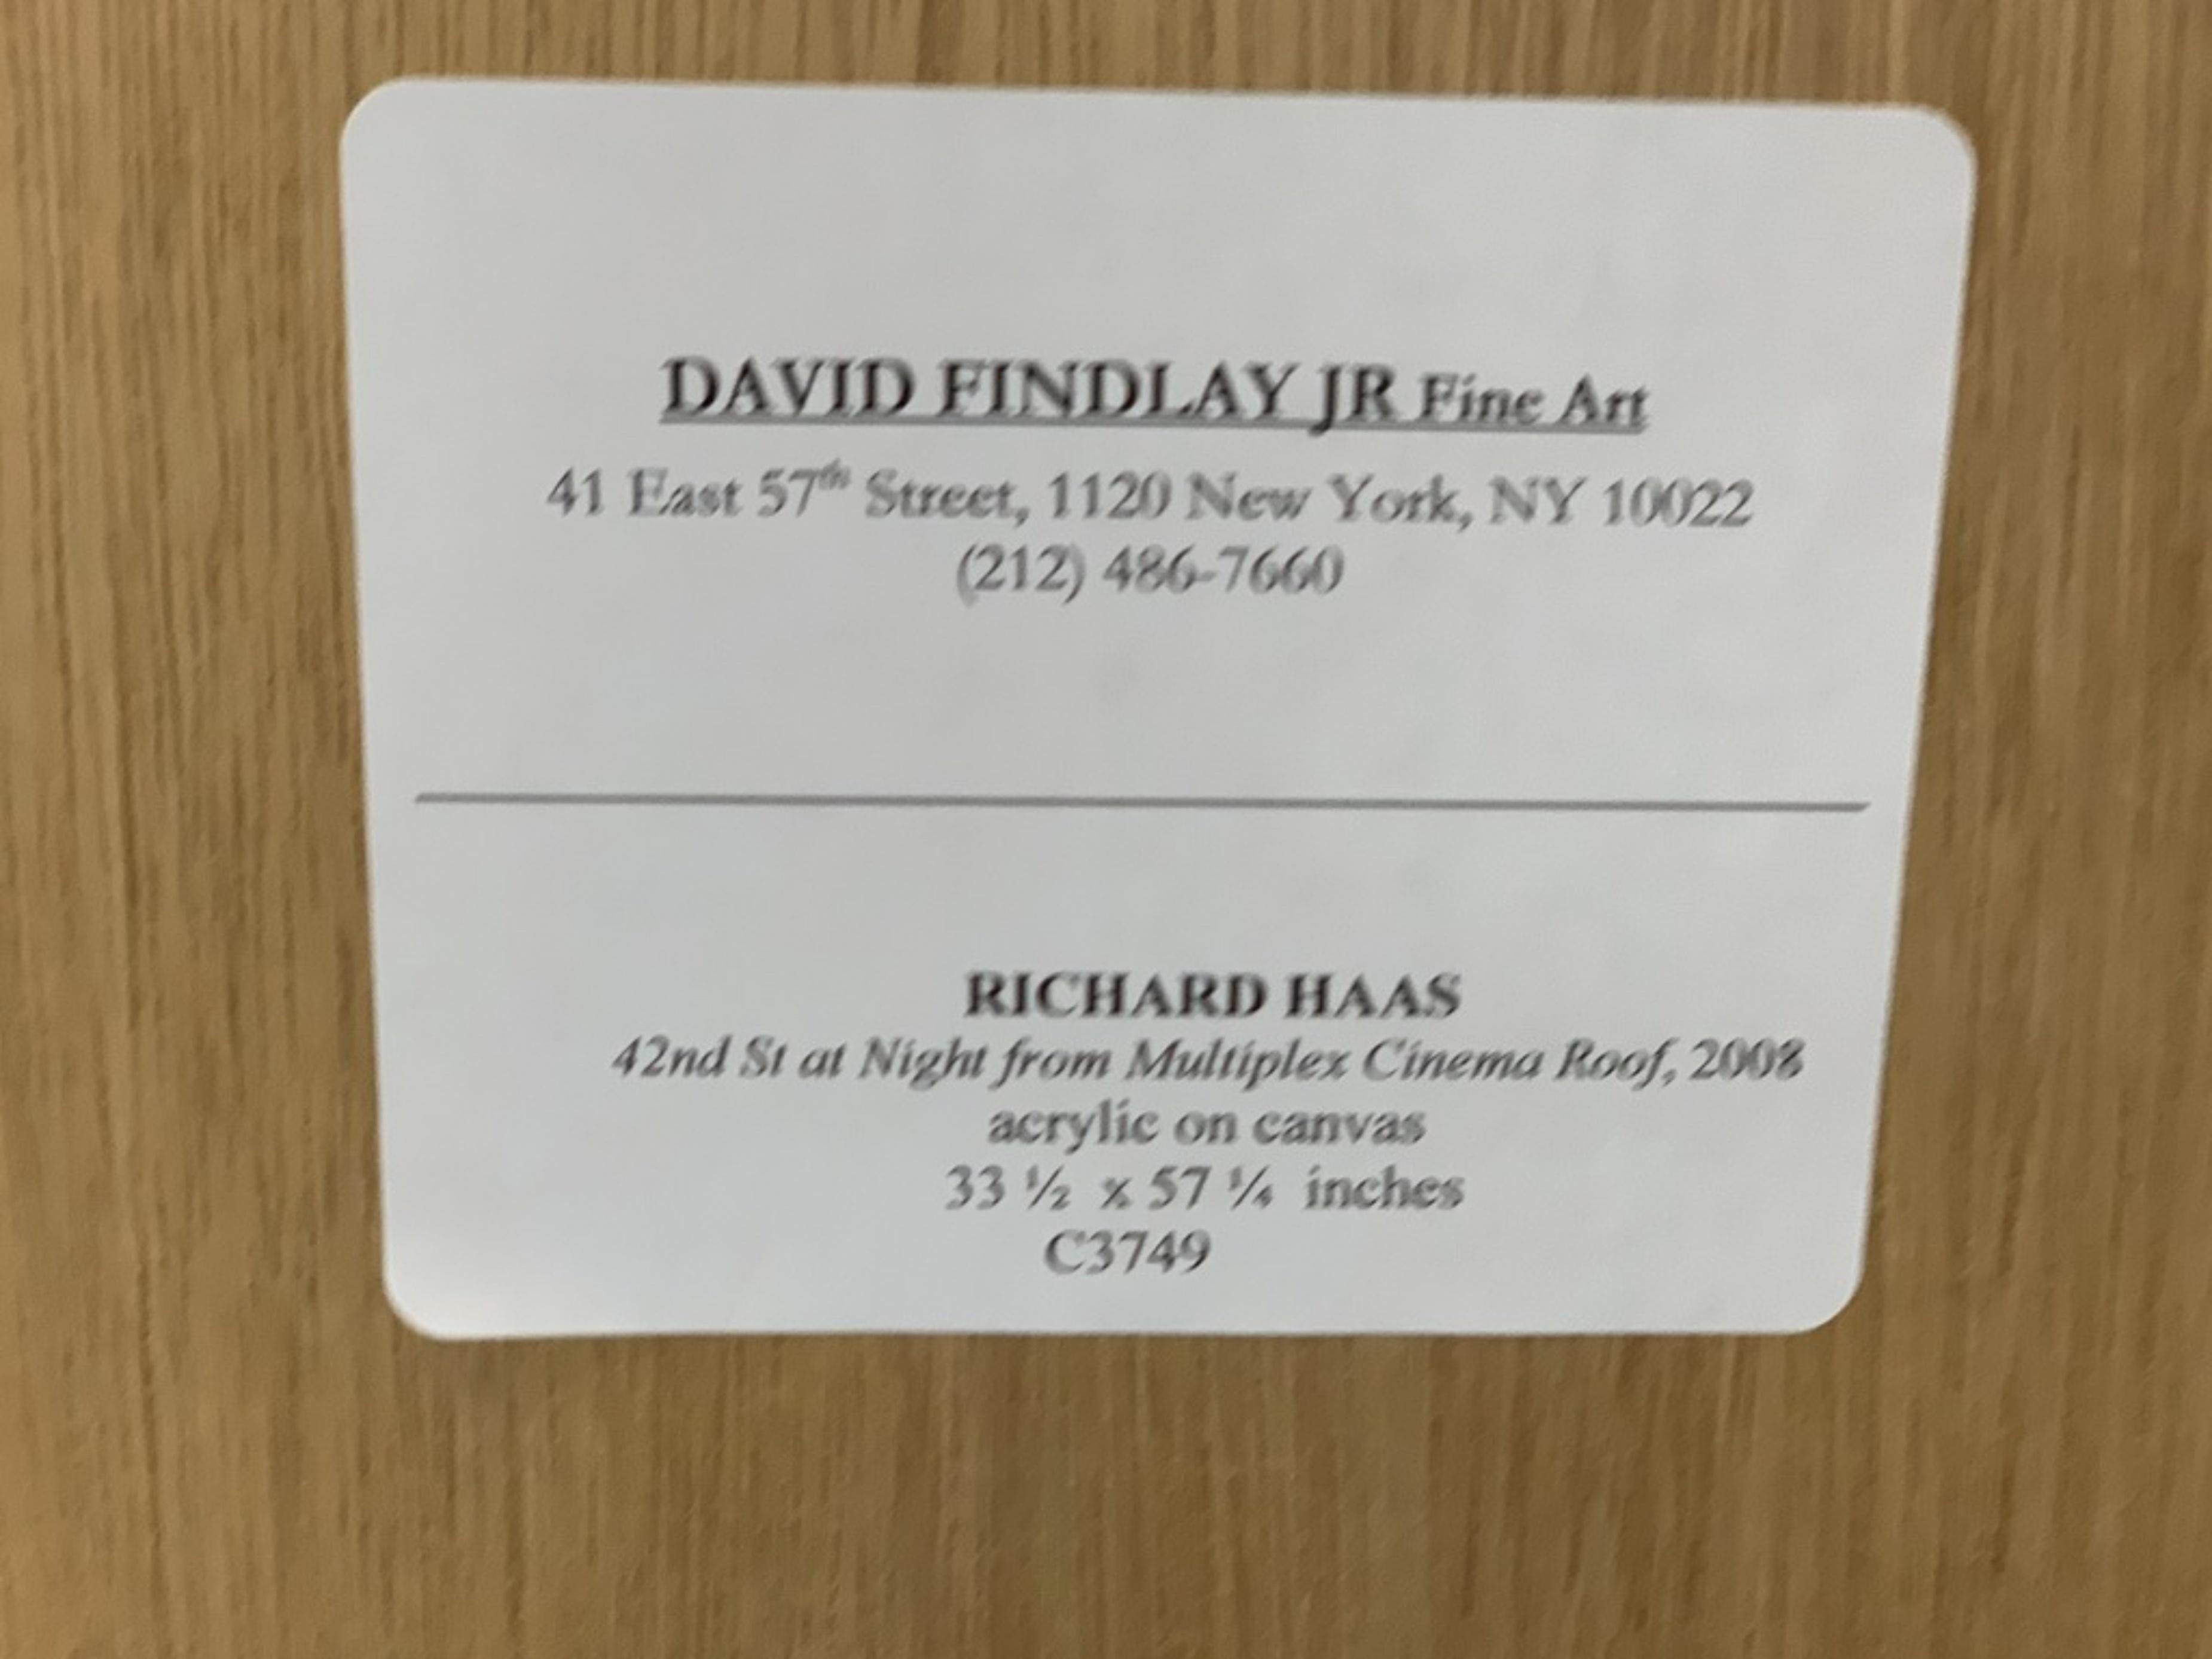 DAVID FINDLAY JR Fine Art
41 East 57th Street, 1120 New York, NY 10022
(212) 486-7660
RICHARD HAAS
42nd St at Night from Multiplex Cinema Roof, 2008
acrylic on canvas
33 ½ x 57 ¼ inches
C3749